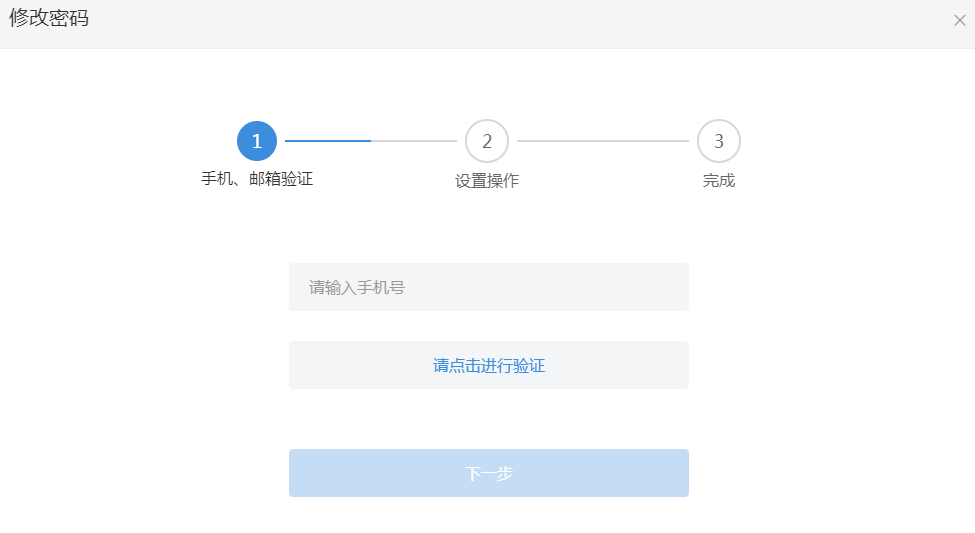 修改密码
1
2
3
手机、邮箱验证
设置操作
完成
请输入手机号
请点击进行验证
下一步